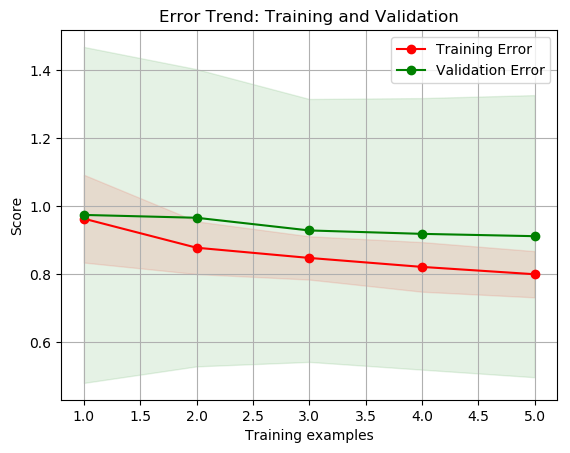 Error Trend: Training and Validation
Training Error
Validation Error
Score
1.4
1.2
1.0
0.8
0.6
1.0 1.5 2.0 2.5 3.0 3.5 4.0 4.5 5.0
Training examples